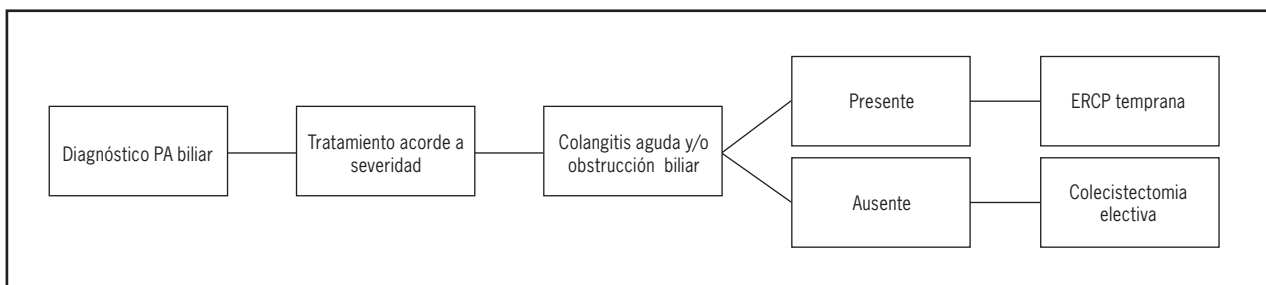 Diagnóstico PA biliar
Tratamiento acorde a
severidad
Colangitis aguda y/o
obstrucción biliar
Presente
ERCP temprana
Ausente
Colecistectomia
electiva